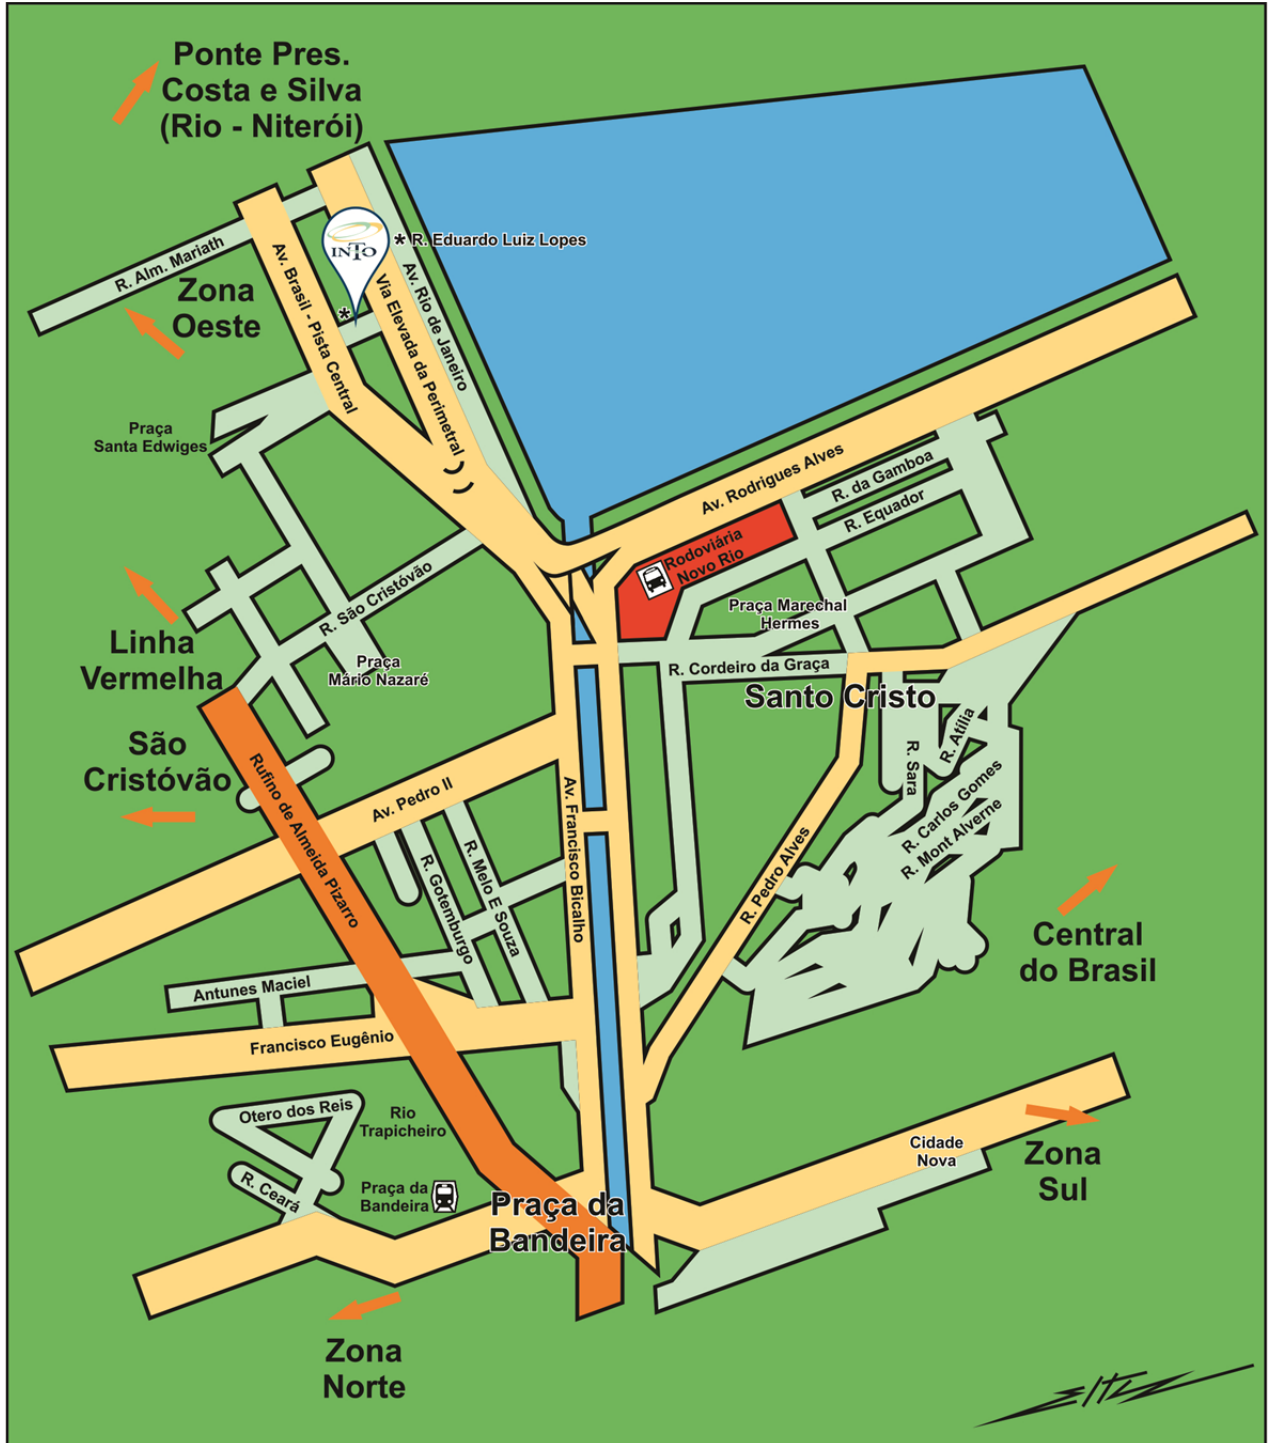 Ponte Pres.
Costa e Silva
(Rio - Niterói)
R. Alm. Mariath
INTO
* R. Eduardo Luiz Lopes
*
Zona
Oeste
Av. Brasil - Pista Central
Via Elevada da Perimetral
Av. Rio de Janeiro
Praça
Santa Edwiges
Av. Rodrigues Alves
R. da Gamboa
R. Equador
Rodoviária
Novo Rio
R. São Cristóvão
Praça Marechal
Hermes
Linha
Vermelha
Praça
Mário Nazaré
R. Cordeiro da Graça
Santo Cristo
São
Cristóvão
R. Sara
R. Atília
R. Carlos Gomes
R. Mont Alverne
Rufino de Almeida Pizarro
Av. Pedro II
Av. Francisco Bicalho
R. Gotemburgo
R. Melo E Souza
R. Pedro Alves
Central
do Brasil
Antunes Maciel
Francisco Eugênio
Otero dos Reis
Rio
Trapicheiro
R. Ceará
Praça da
Bandeira
Praça da
Bandeira
Cidade
Nova
Zona
Sul
Zona
Norte